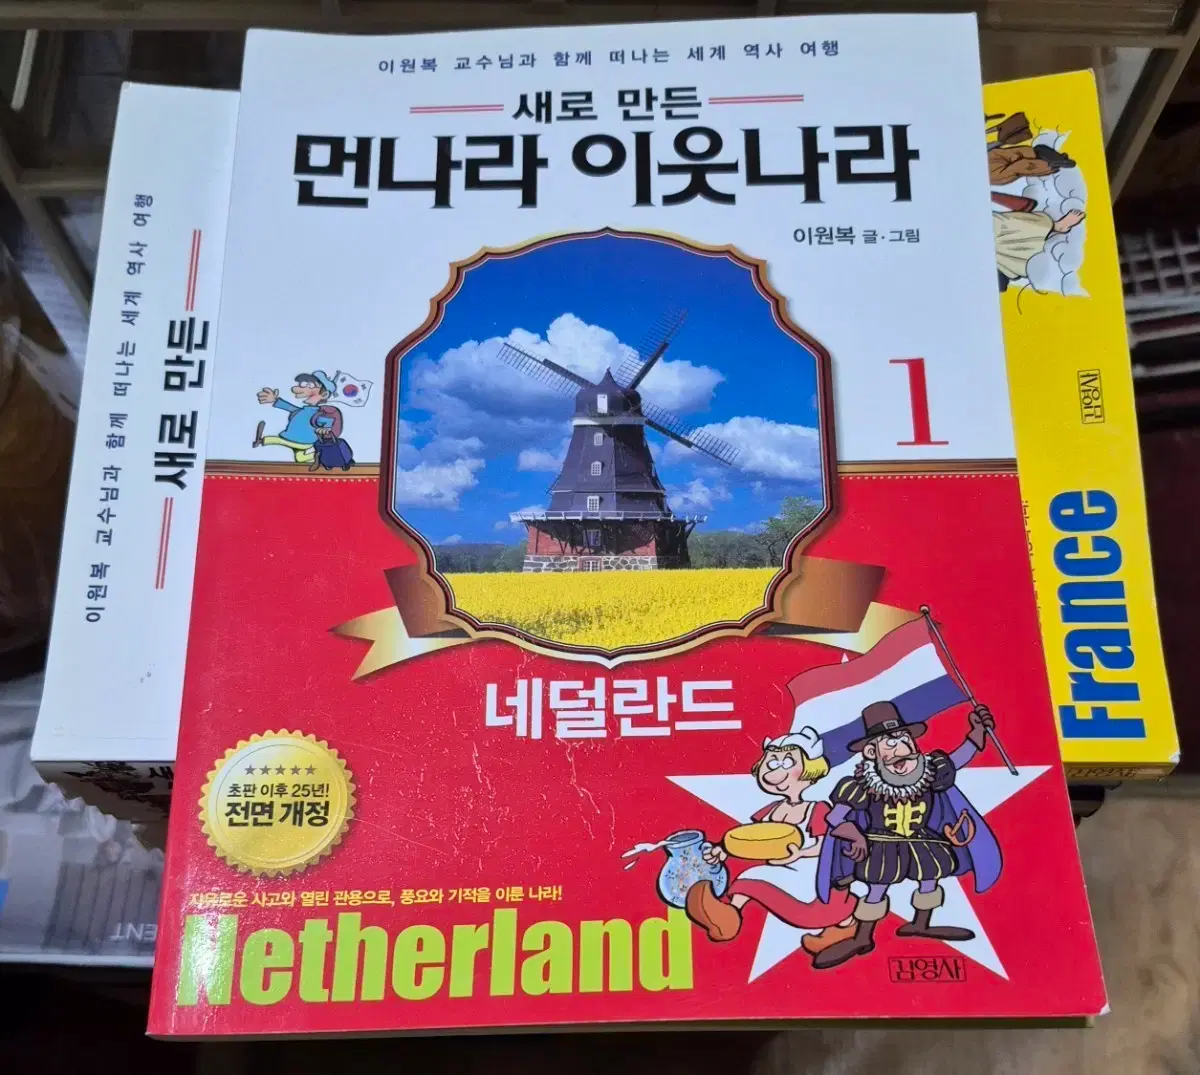 이원복 교수님과 함께 떠나는 세계 역사 여행
새로 만든
먼나라 이웃나라
이원복 글·그림
1
네덜란드
★★★★★
초판 이후 25년!
전면 개정
자유로운 사고와 열린 관용으로, 풍요와 기적을 이룬 나라!
Netherland
김영사
이원복 교수님과 함께 떠나는 세계 역사 여행
새로 만든
김영사
France
김영사